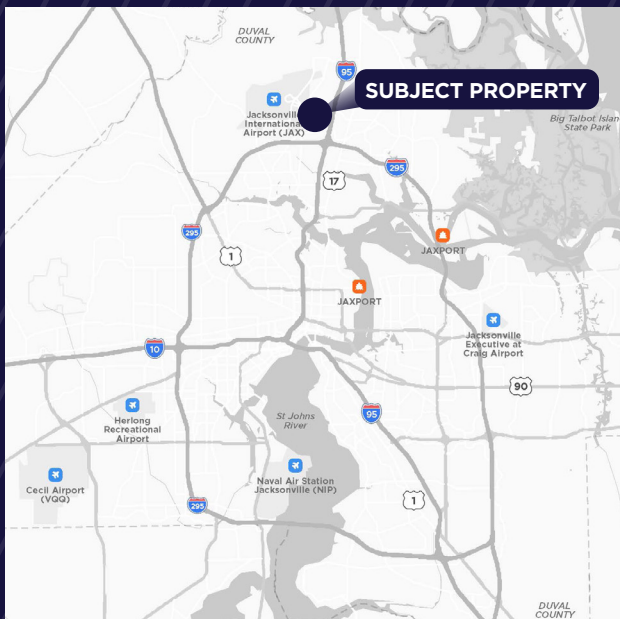 DUVAL
COUNTY
95
SUBJECT PROPERTY
Jacksonville
International
Airport (JAX)
Big Talbot Islan
State Park
295
17
295
1
JAXPORT
JAXPORT
Jacksonville
Executive at
Craig Airport
10
90
Herlong
Recreational
Airport
St Johns
River
95
Cecil Airport
(VQQ)
Naval Air Station
Jacksonville (NIP)
1
295
DUVAL
COUNTY